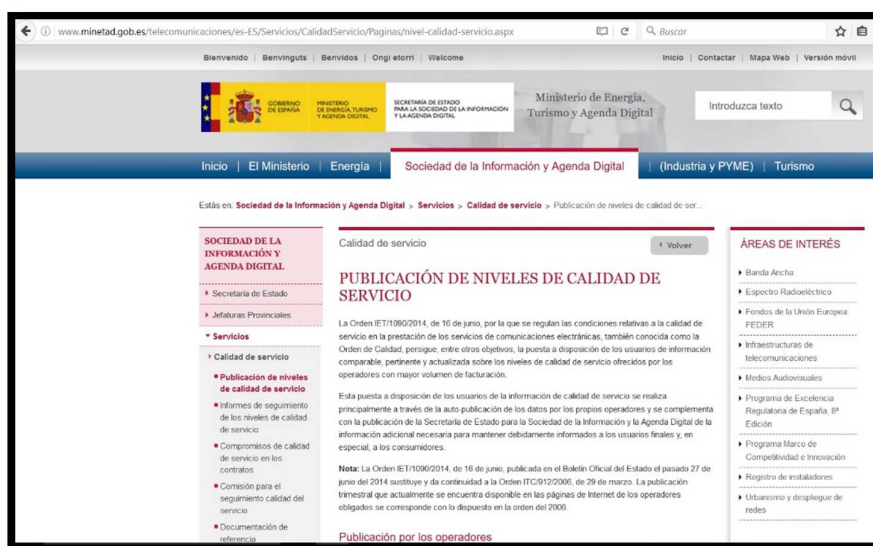 www.minetad.gob.es/telecomunicaciones/es-ES/Servicios/CalidadServicio/Paginas/nivel-calidad-servicio.aspx
Buscar
Bienvenido | Benvinguts | Benvidos | Ongi etorri | Welcome
Inicio | Contactar | Mapa Web | Versión móvil
GOBIERNO
DE ESPAÑA
MINISTERIO
DE ENERGÍA, TURISMO
Y AGENDA DIGITAL
SECRETARÍA DE ESTADO
PARA LA SOCIEDAD DE LA INFORMACIÓN
Y LA AGENDA DIGITAL
Ministerio de Energía,
Turismo y Agenda Digital
Introduzca texto
Inicio | El Ministerio | Energía | Sociedad de la Información y Agenda Digital | (Industria y PYME) | Turismo
Estás en: Sociedad de la Información y Agenda Digital > Servicios > Calidad de servicio > Publicación de niveles de calidad de ser...
SOCIEDAD DE LA
INFORMACIÓN Y
AGENDA DIGITAL
Secretaría de Estado
Jefaturas Provinciales
Servicios
Calidad de servicio
Publicación de niveles
de calidad de servicio
Informes de seguimiento
de los niveles de calidad
de servicio
Compromisos de calidad
de servicio en los
contratos
Comisión para el
seguimiento calidad del
servicio
Documentación de
referencia
Calidad de servicio
Volver
PUBLICACIÓN DE NIVELES DE CALIDAD DE
SERVICIO
La Orden IET/1090/2014, de 16 de junio, por la que se regulan las condiciones relativas a la calidad de
servicio en la prestación de los servicios de comunicaciones electrónicas, también conocida como la
Orden de Calidad, persigue, entre otros objetivos, la puesta a disposición de los usuarios de información
comparable, pertinente y actualizada sobre los niveles de calidad de servicio ofrecidos por los
operadores con mayor volumen de facturación.
Esta puesta a disposición de los usuarios de la información de calidad de servicio se realiza
principalmente a través de la auto-publicación de los datos por los propios operadores y se complementa
con la publicación de la Secretaría de Estado para la Sociedad de la Información y la Agenda Digital de la
información adicional necesaria para mantener debidamente informados a los usuarios finales y, en
especial, a los consumidores.
Nota: La Orden IET/1090/2014, de 16 de junio, publicada en el Boletín Oficial del Estado el pasado 27 de
junio del 2014 sustituye y da continuidad a la Orden ITC/912/2006, de 29 de marzo. La publicación
trimestral que actualmente se encuentra disponible en las páginas de Internet de los operadores
obligados se corresponde con lo dispuesto en la orden del 2006.
Publicación por los operadores
ÁREAS DE INTERÉS
Banda Ancha
Espectro Radioeléctrico
Fondos de la Unión Europea:
FEDER
Infraestructuras de
telecomunicaciones
Medios Audiovisuales
Programa de Excelencia
Regulatoria de España, 8ª
Edición
Programa Marco de
Competitividad e Innovación
Registro de instaladores
Urbanismo y despliegue de
redes